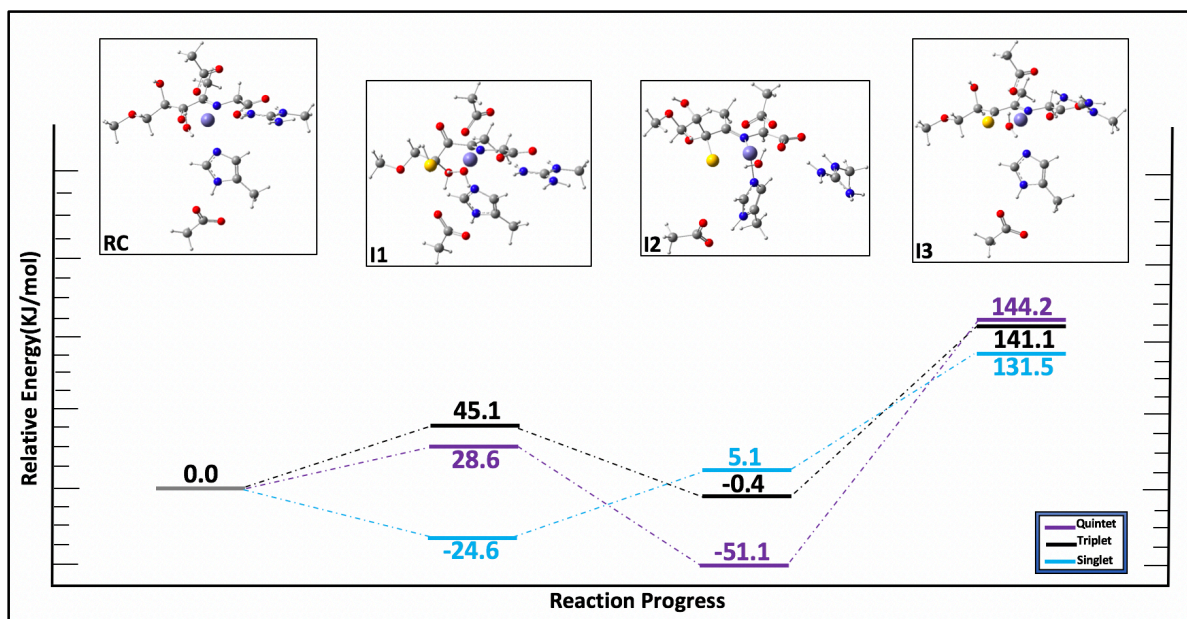 RC
I1
I2
I3
Relative Energy(KJ/mol)
0.0
45.1
28.6
-24.6
5.1
-0.4
-51.1
144.2
141.1
131.5
Quintet
Triplet
Singlet
Reaction Progress